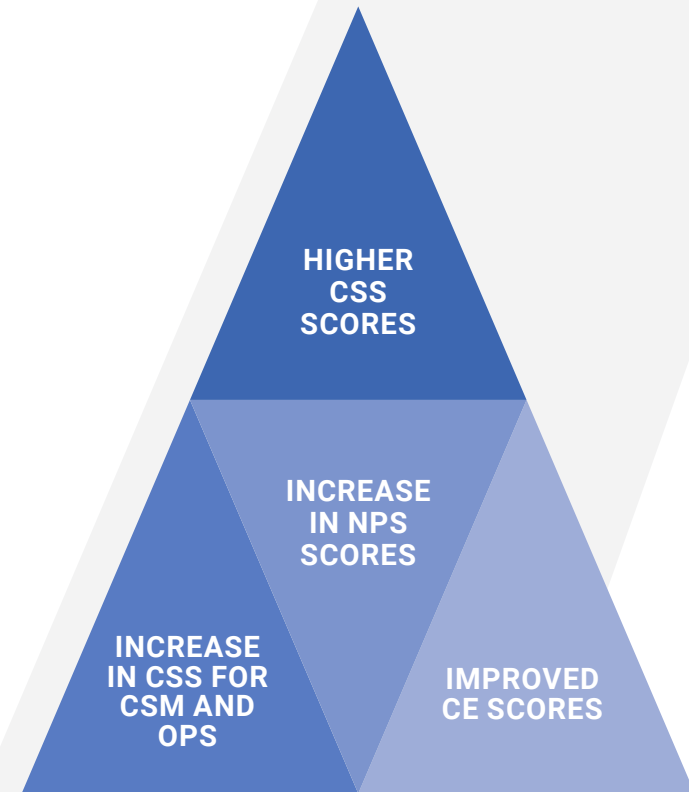 HIGHER
CSS
SCORES
INCREASE
IN NPS
SCORES
INCREASE
IN CSS FOR
CSM AND
OPS
IMPROVED
CE SCORES